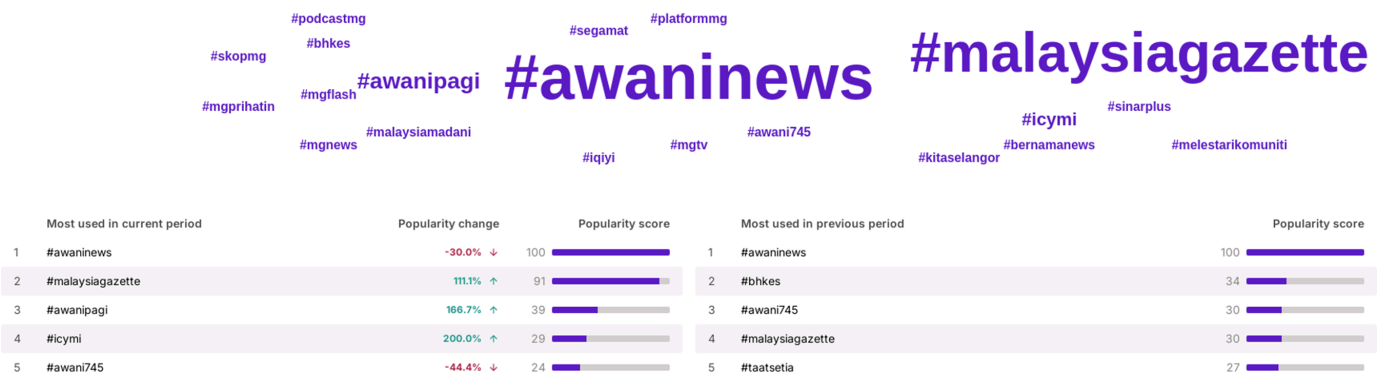 #podcastmg
#platformmg
#segamat
#bhkes
#skopmg
#malaysiagazette
#awaninews
#awanipagi
#mgflash
#mgprihatin
#sinarplus
#icymi
#malaysiamadani
#awani745
#mgnews
#mgtv
#bernamanews
#melestarikomuniti
#iqiyi
#kitaselangor
Most used in current period Popularity change Popularity score
1 #awaninews -30.0% ↓ 100
2 #malaysiagazette 111.1% ↑ 91
3 #awanipagi 166.7% ↑ 39
4 #icymi 200.0% ↑ 29
5 #awani745 -44.4% ↓ 24
Most used in previous period Popularity score
1 #awaninews 100
2 #bhkes 34
3 #awani745 30
4 #malaysiagazette 30
5 #taatsetia 27